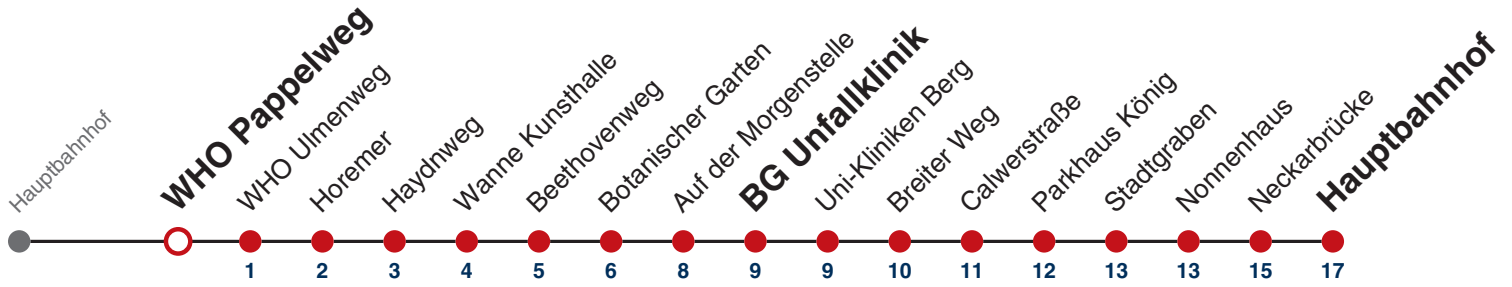 Hauptbahnhof
WHO Pappelweg
WHO Ulmenweg
Horemer
Haydnweg
Wanne Kunsthalle
Beethovenweg
Botanischer Garten
Auf der Morgenstelle
BG Unfallklinik
Uni-Kliniken Berg
Breiter Weg
Calwerstraße
Parkhaus König
Stadtgraben
Nonnenhaus
Neckarbrücke
Hauptbahnhof
1 2 3 4 5 6 8 9 9 10 11 12 13 13 15 17